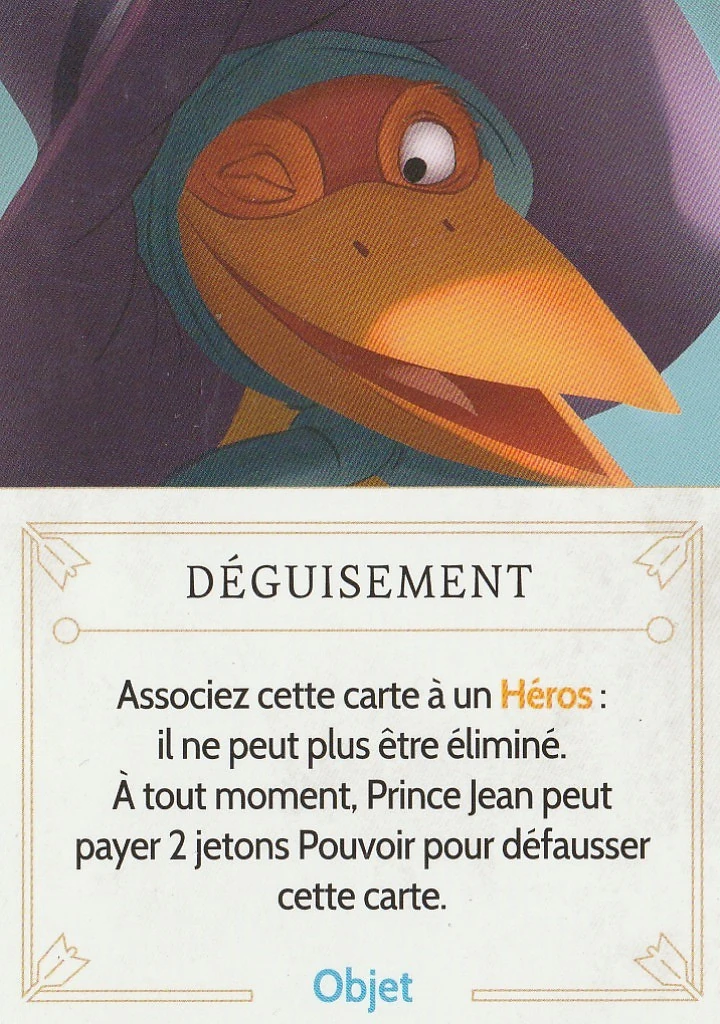 DÉGUISEMENT
Associez cette carte à un Héros :
il ne peut plus être éliminé.
À tout moment, Prince Jean peut
payer 2 jetons Pouvoir pour défausser
cette carte.
Objet